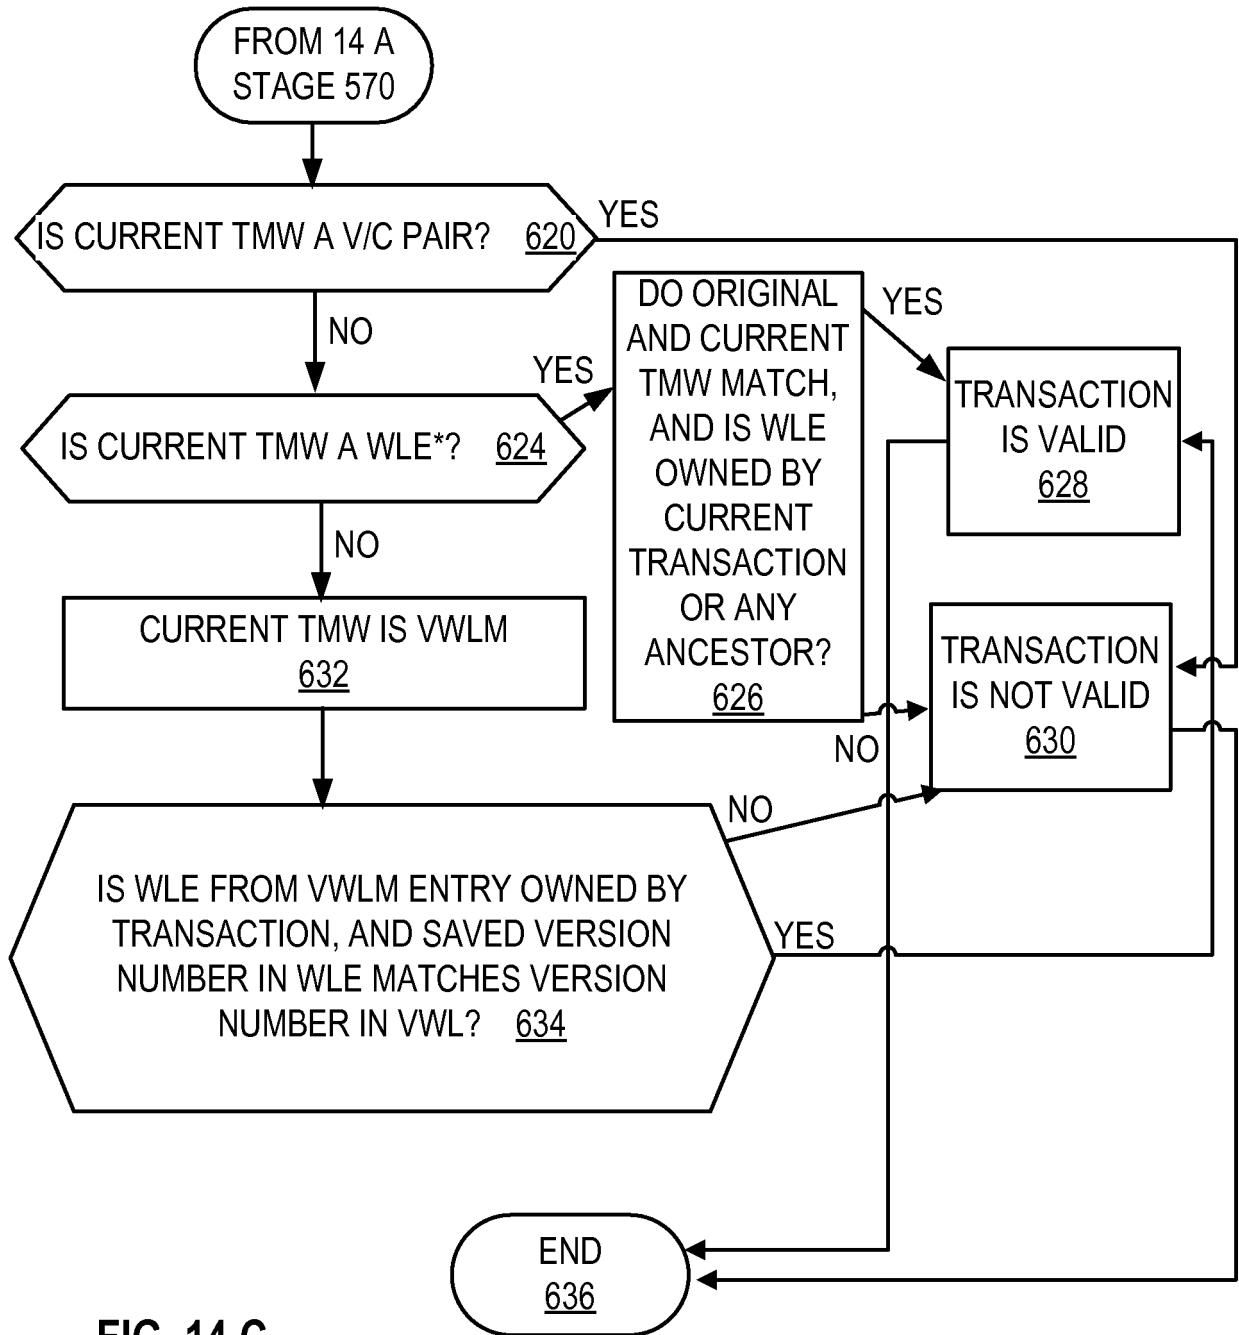 FROM 14 A
STAGE 570
IS CURRENT TMW A V/C PAIR? 620
YES
NO
IS CURRENT TMW A WLE*? 624
YES
NO
DO ORIGINAL
AND CURRENT
TMW MATCH,
AND IS WLE
OWNED BY
CURRENT
TRANSACTION
OR ANY
ANCESTOR?
626
YES
NO
TRANSACTION
IS VALID
628
TRANSACTION
IS NOT VALID
630
CURRENT TMW IS VWLM
632
IS WLE FROM VWLM ENTRY OWNED BY
TRANSACTION, AND SAVED VERSION
NUMBER IN WLE MATCHES VERSION
NUMBER IN VWL? 634
NO
YES
END
636
FIG. 14 C